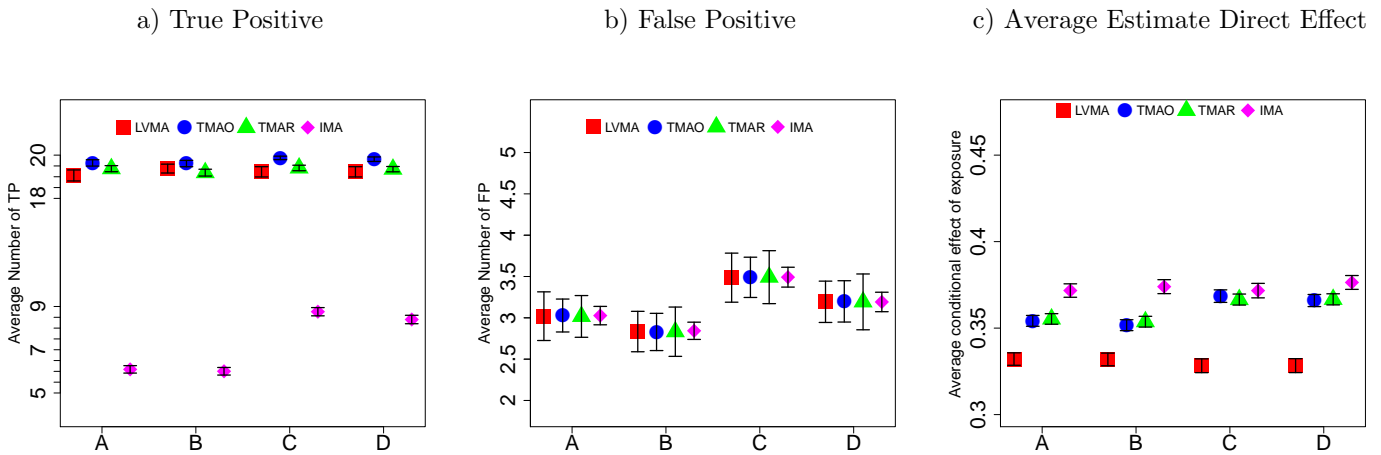 a) True Positive
LVMA TMAO TMAR IMA
Average Number of TP
20
18
9
7
5
A B C D
b) False Positive
LVMA TMAO TMAR IMA
Average Number of FP
5
4.5
4
3.5
3
2.5
2
A B C D
c) Average Estimate Direct Effect
LVMA TMAO TMAR IMA
Average conditional effect of exposure
0.45
0.4
0.35
0.3
A B C D